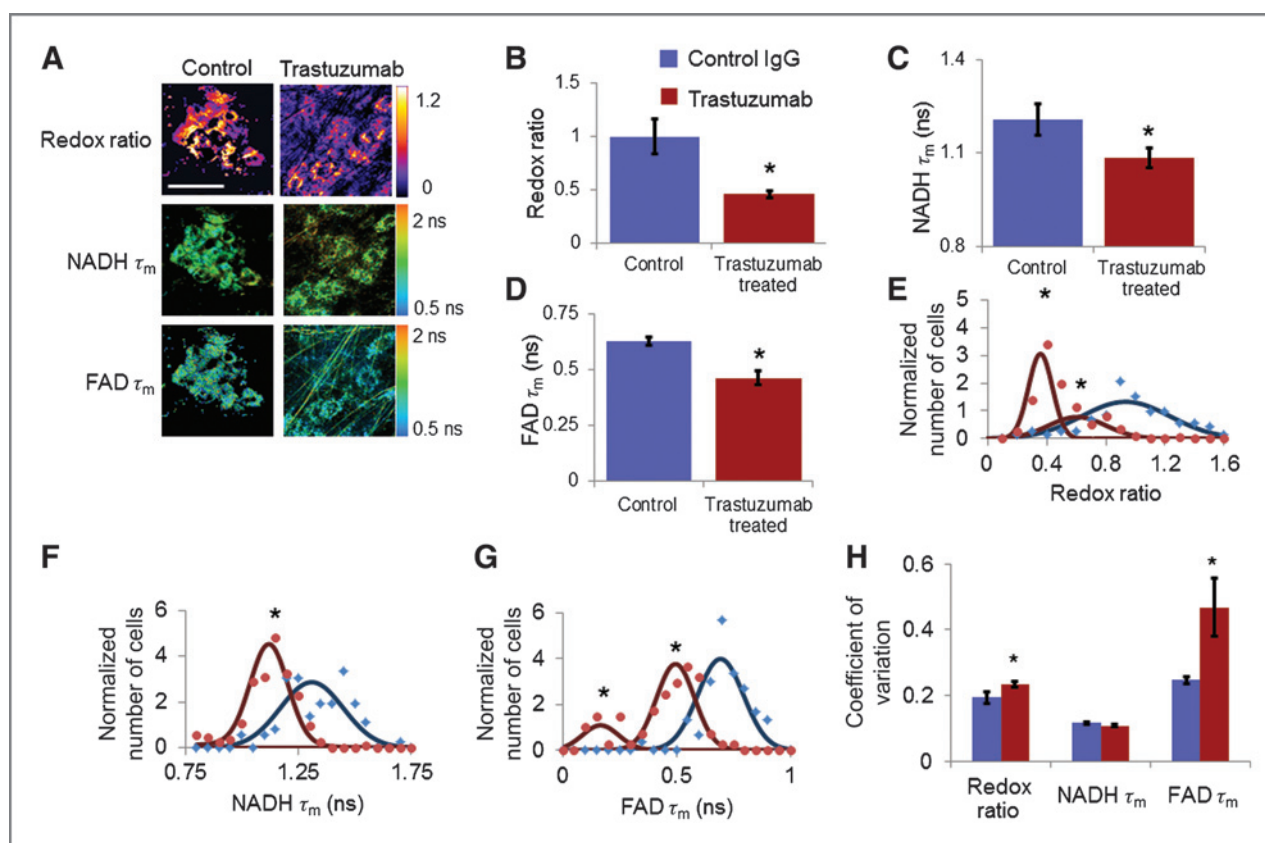 A
Control
Trastuzumab
Redox ratio
1.2
0
NADH τm
2 ns
0.5 ns
FAD τm
2 ns
0.5 ns
B
Control IgG
Trastuzumab
Redox ratio
1.5
1
0.5
0
*
Control
Trastuzumab
treated
C
NADH τm (ns)
1.4
1.1
0.8
*
Control
Trastuzumab
treated
D
FAD τm (ns)
0.75
0.5
0.25
0
*
Control
Trastuzumab
treated
E
Normalized
number of cells
5
4
3
2
1
0
*
*
0
0.4
0.8
1.2
1.6
Redox ratio
F
Normalized
number of cells
6
4
2
0
*
0.75
1.25
1.75
NADH τm (ns)
G
Normalized
number of cells
6
4
2
0
*
*
0
0.5
1
FAD τm (ns)
H
Coefficient of
variation
0.6
0.4
0.2
0
*
*
Redox
ratio
NADH τm
FAD τm